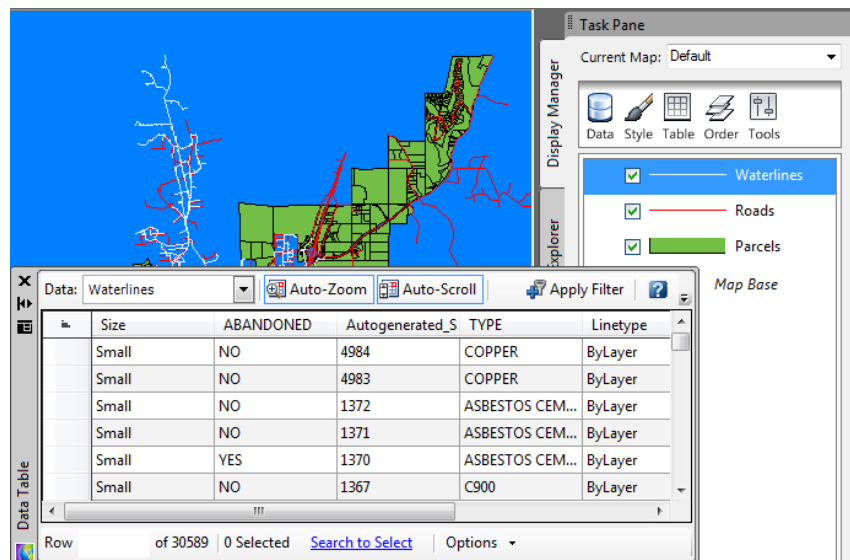 Task Pane
Current Map: Default
Display Manager
Data Style Table Order Tools
Waterlines
Roads
Parcels
Map Base
Explorer
Data: Waterlines Auto-Zoom Auto-Scroll Apply Filter ?
Size ABANDONED Autogenerated_S TYPE Linetype
Small NO 4984 COPPER ByLayer
Small NO 4983 COPPER ByLayer
Small NO 1372 ASBESTOS CEM... ByLayer
Small NO 1371 ASBESTOS CEM... ByLayer
Small YES 1370 ASBESTOS CEM... ByLayer
Small NO 1367 C900 ByLayer
Data Table
Row of 30589 0 Selected Search to Select Options